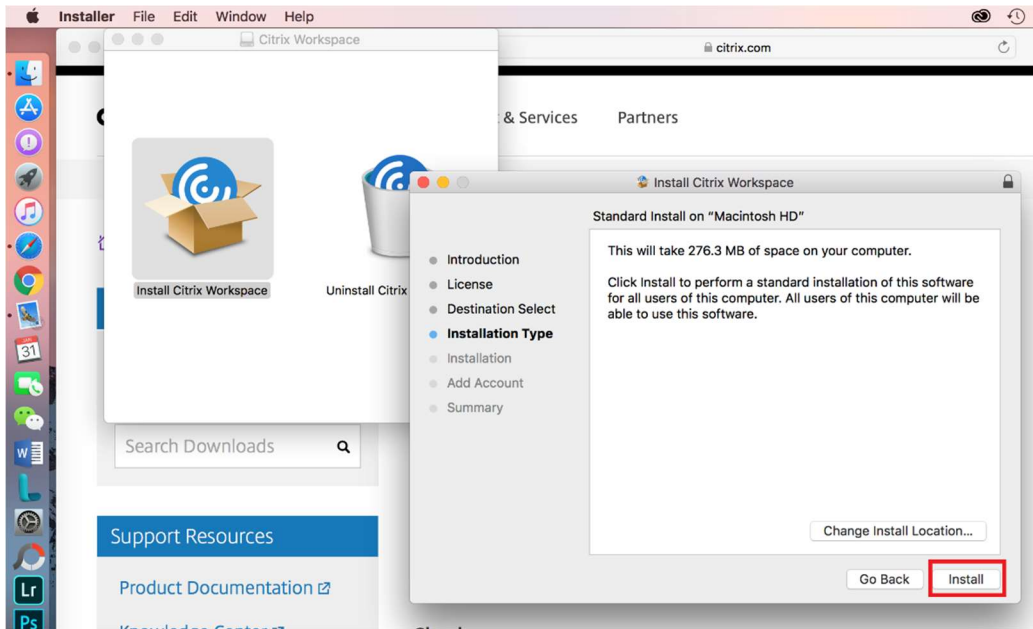 Installer File Edit Window Help
Citrix Workspace
citrix.com
& Services Partners
Install Citrix Workspace
Uninstall Citrix
Install Citrix Workspace
Standard Install on “Macintosh HD”
Introduction
License
Destination Select
Installation Type
Installation
Add Account
Summary
This will take 276.3 MB of space on your computer.
Click Install to perform a standard installation of this software
for all users of this computer. All users of this computer will be
able to use this software.
Change Install Location...
Go Back Install
Search Downloads
Support Resources
Product Documentation
31
W
Lr
Ps